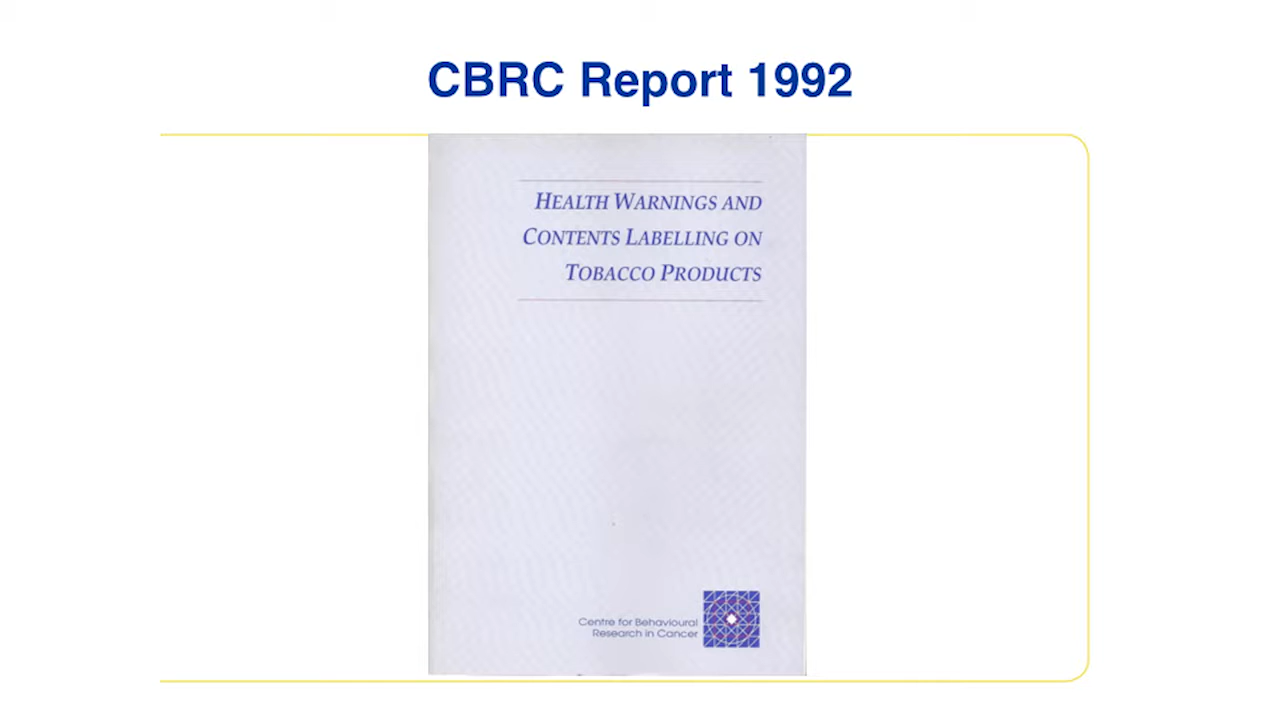 CBRC Report 1992
HEALTH WARNINGS AND
CONTENTS LABELLING ON
TOBACCO PRODUCTS
Centre for Behavioural
Research in Cancer